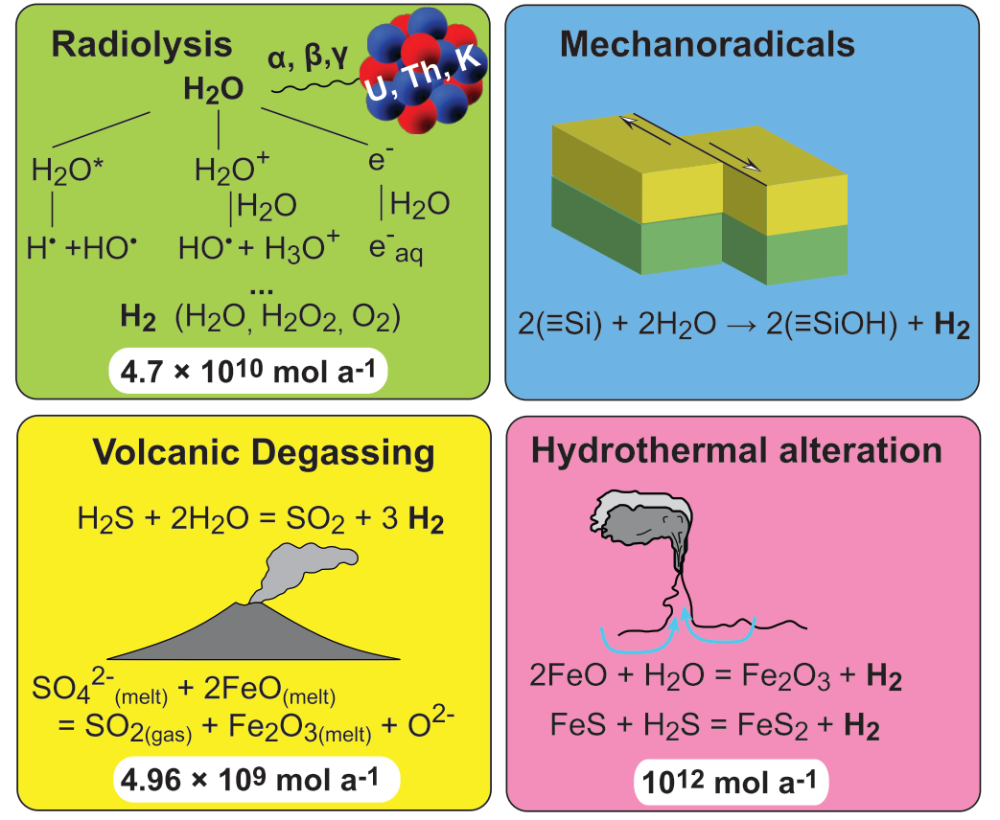 Radiolysis
α, β,γ
U, Th, K
H₂O
H₂O* H₂O⁺ e⁻
H₂O H₂O
H• +HO• HO• + H₃O⁺ e⁻aq
...
H₂ (H₂O, H₂O₂, O₂)
4.7 × 10¹⁰ mol a⁻¹
Mechanoradicals
2(≡Si) + 2H₂O → 2(≡SiOH) + H₂
Volcanic Degassing
H₂S + 2H₂O = SO₂ + 3 H₂
SO₄²⁻(melt) + 2FeO(melt)
= SO₂(gas) + Fe₂O₃(melt) + O²⁻
4.96 × 10⁹ mol a⁻¹
Hydrothermal alteration
2FeO + H₂O = Fe₂O₃ + H₂
FeS + H₂S = FeS₂ + H₂
10¹² mol a⁻¹